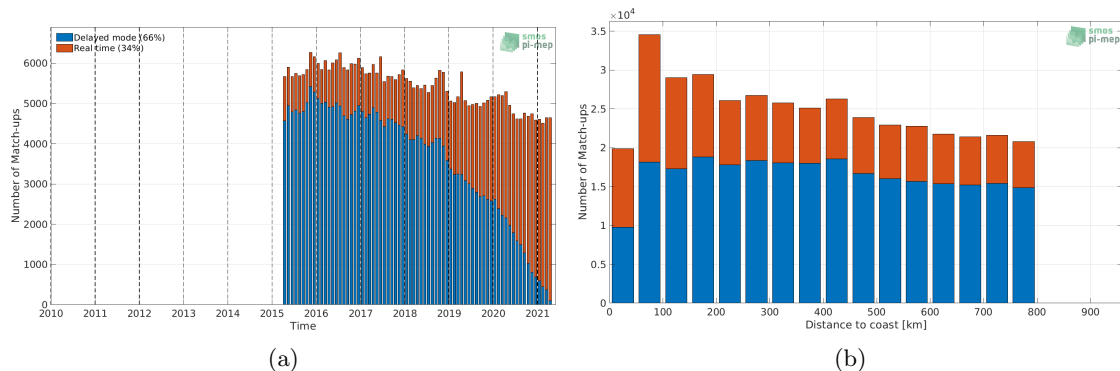 Delayed mode (66%)
Real time (34%)
smos
pi-mep
Number of Match-ups
6000
5000
4000
3000
2000
1000
0
2010 2011 2012 2013 2014 2015 2016 2017 2018 2019 2020 2021
Time
(a)
×10⁴
smos
pi-mep
Number of Match-ups
3.5
3
2.5
2
1.5
1
0.5
0
0 100 200 300 400 500 600 700 800 900
Distance to coast [km]
(b)